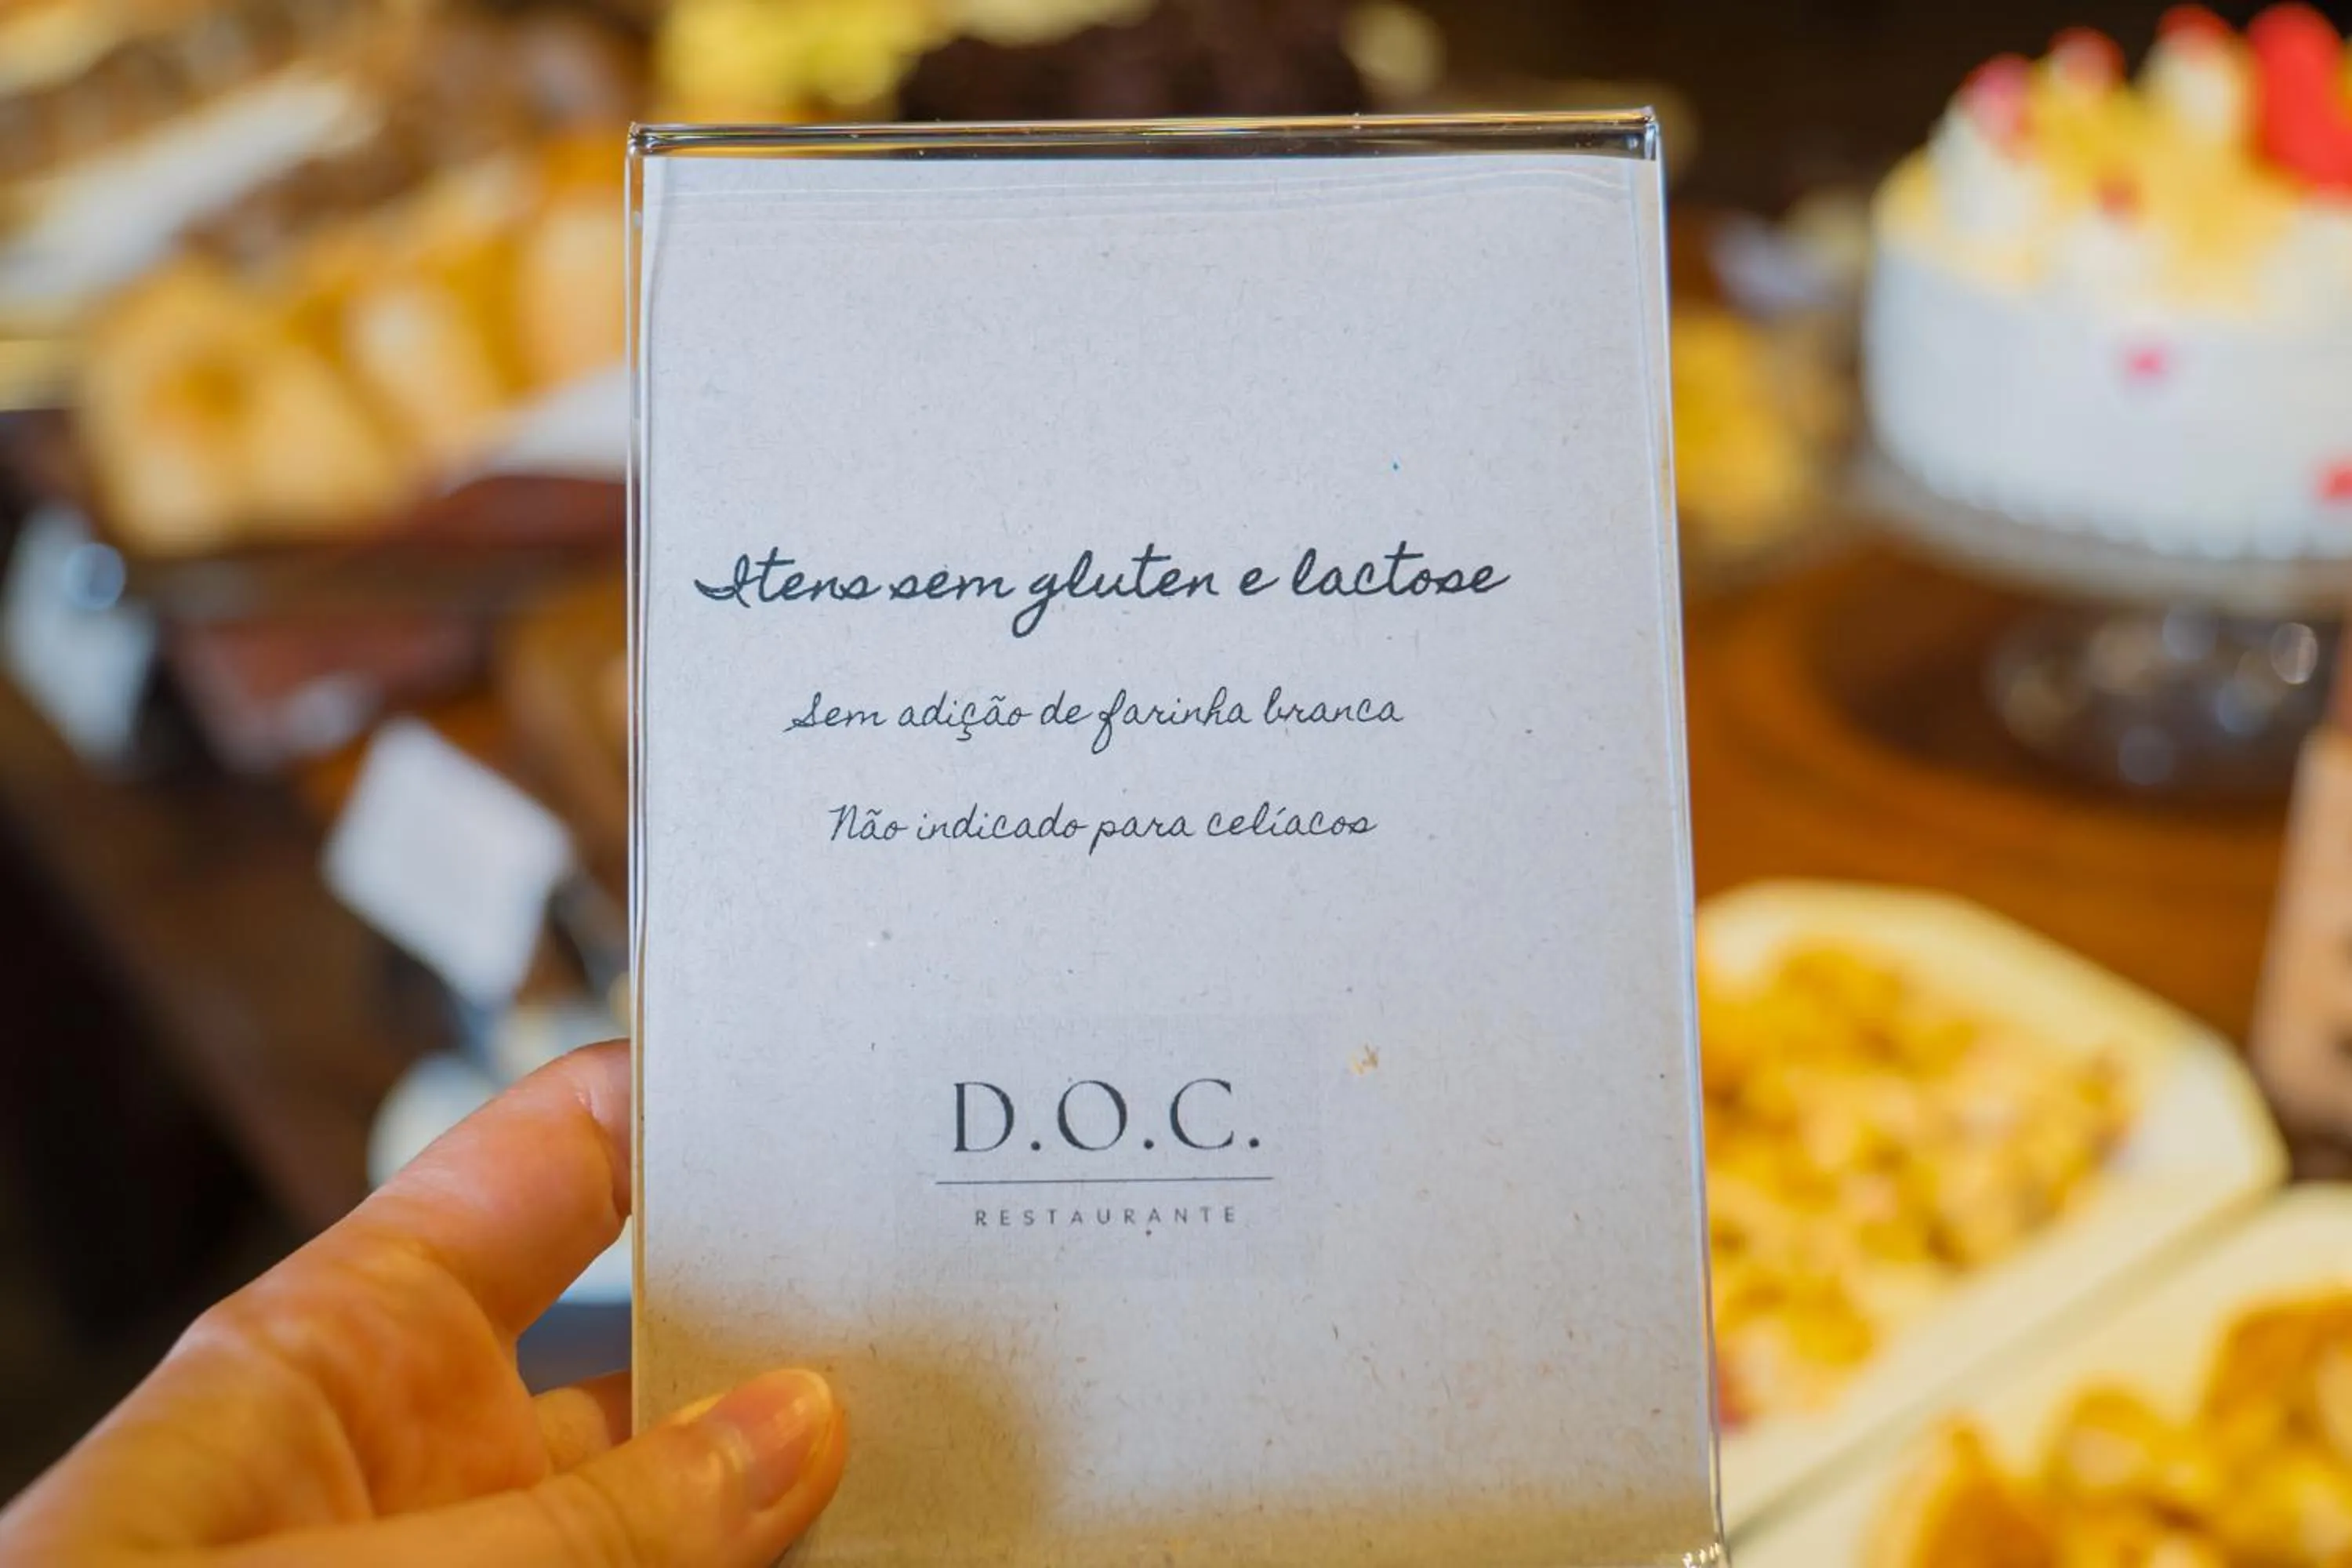 Itens sem gluten e lactose
Sem adição de farinha branca
Não indicado para celíacos
D.O.C.
RESTAURANTE